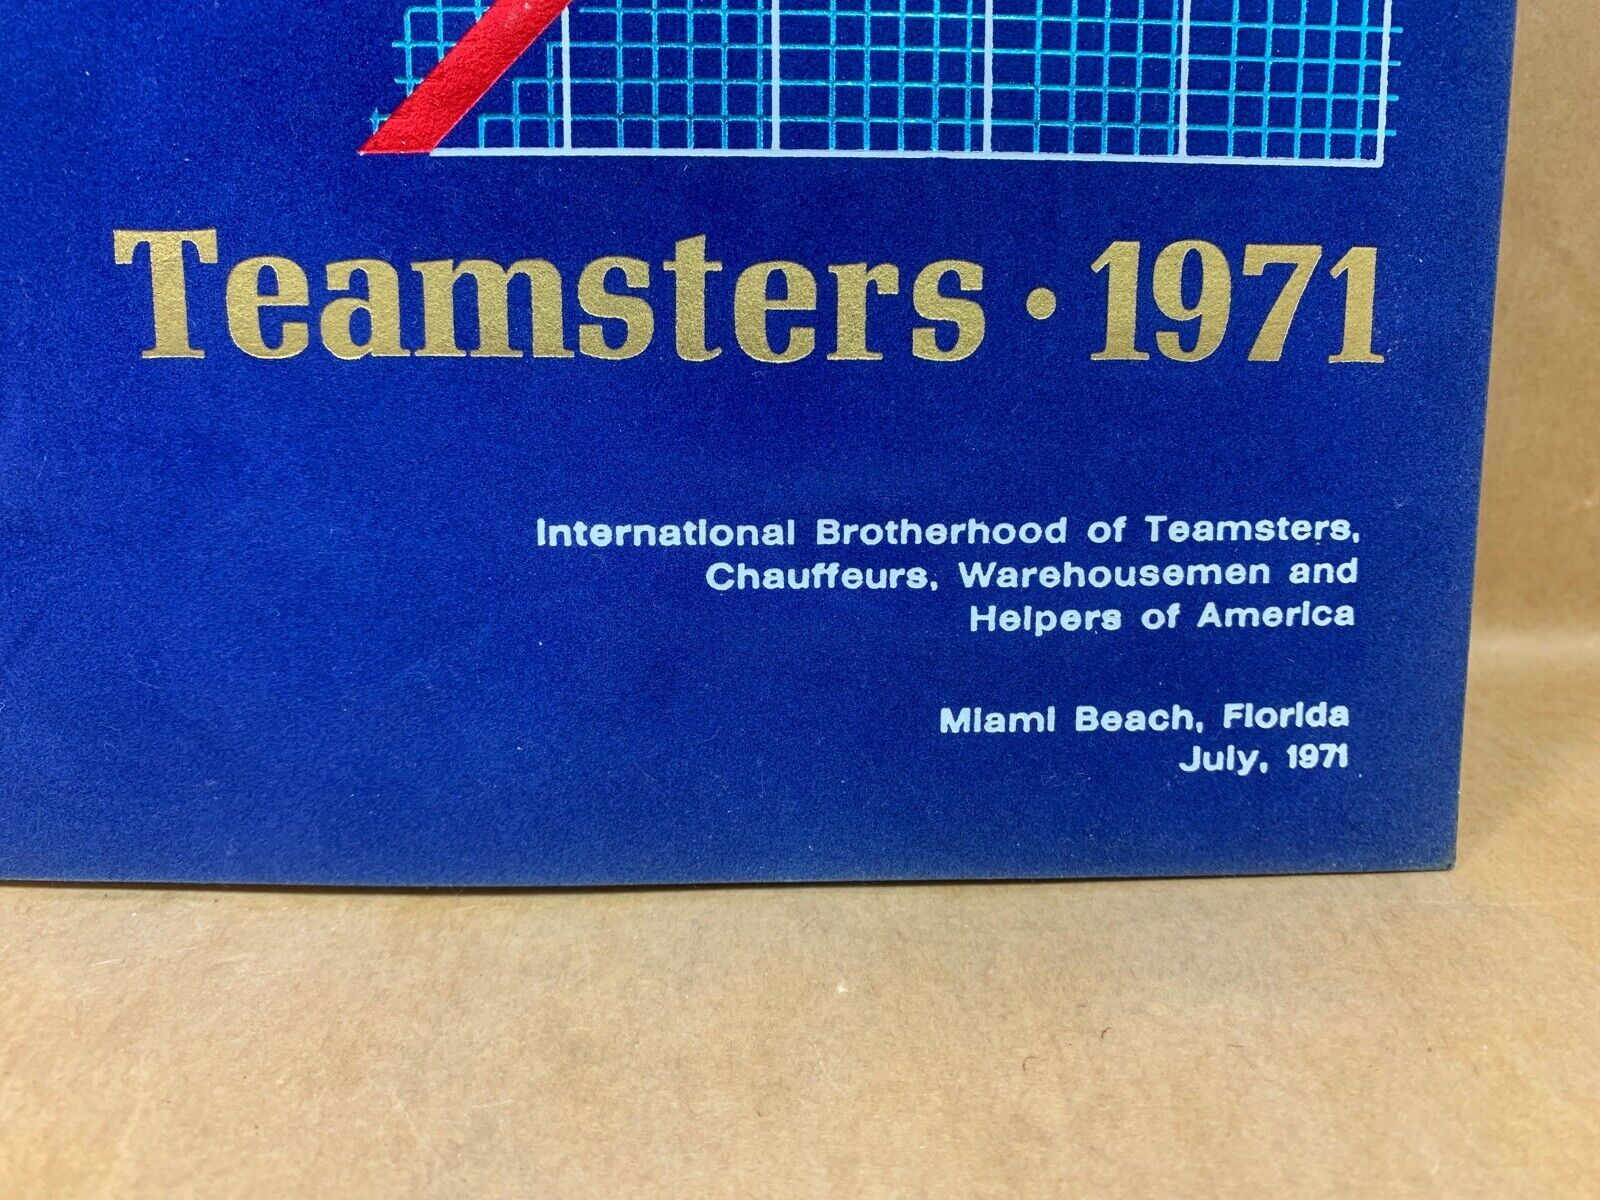 Teamsters · 1971
International Brotherhood of Teamsters,
Chauffeurs, Warehousemen and
Helpers of America
Miami Beach, Florida
July, 1971